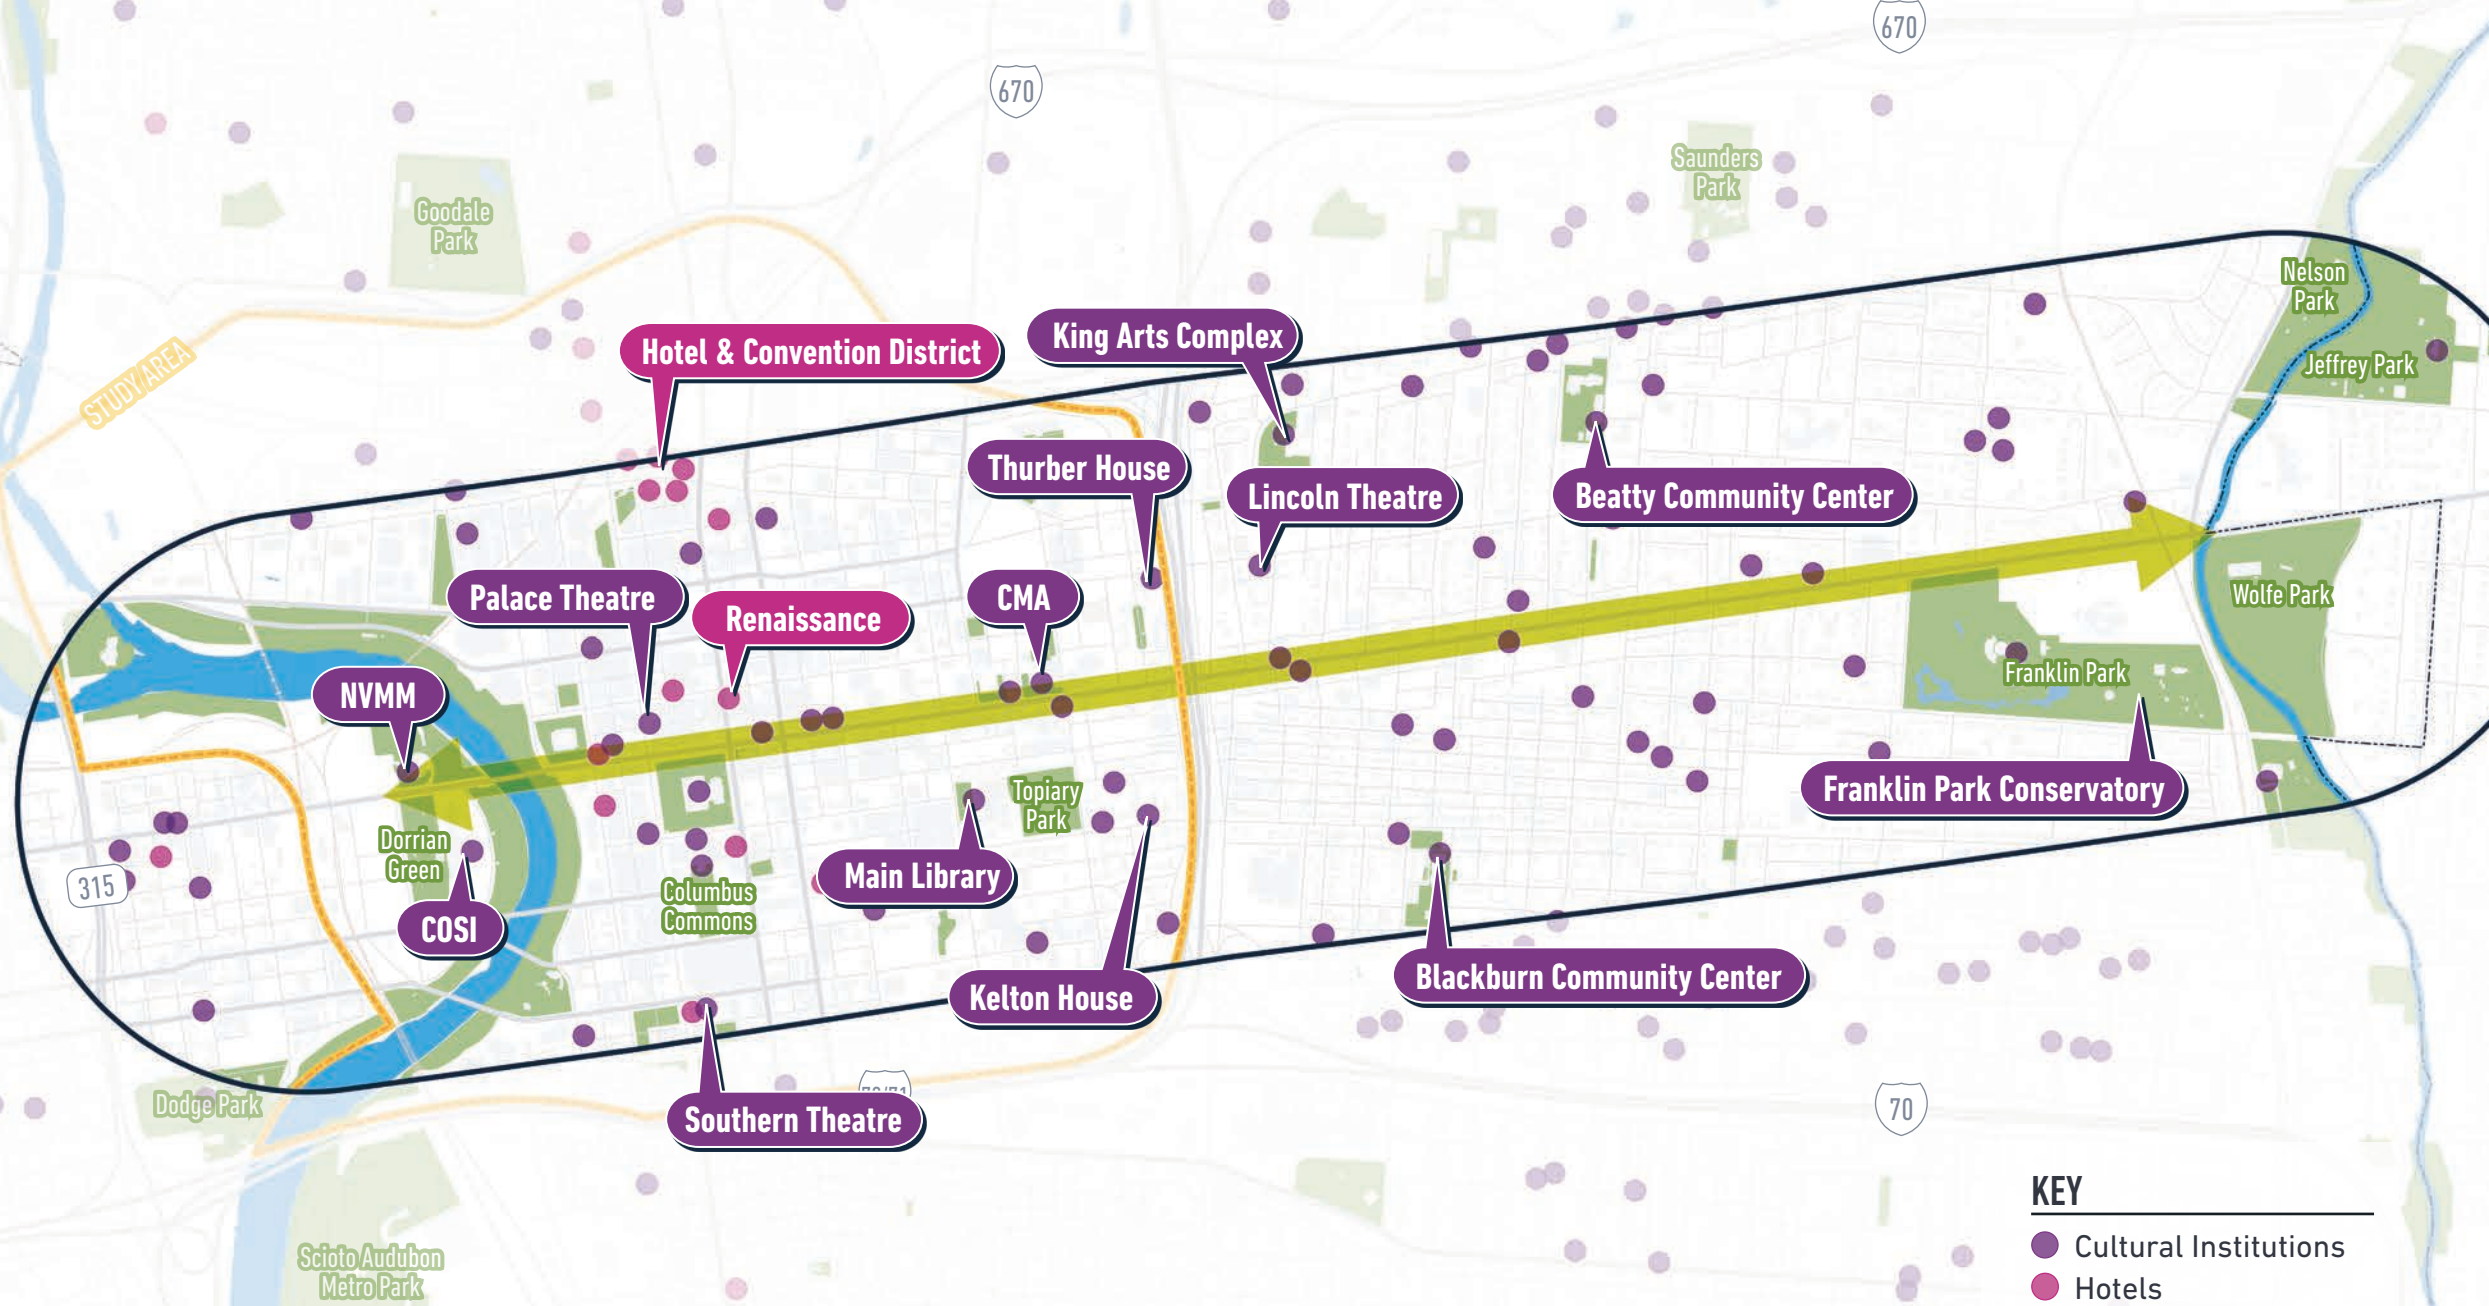 670
670
Saunders
Park
Goodale
Park
Nelson
Park
Jeffrey Park
STUDY AREA
Hotel & Convention District
King Arts Complex
Thurber House
Lincoln Theatre
Beatty Community Center
Palace Theatre
Renaissance
CMA
Wolfe Park
NVMM
Franklin Park
Franklin Park Conservatory
Topiary
Park
Dorrian
Green
315
Main Library
Columbus
Commons
COSI
Kelton House
Blackburn Community Center
Dodge Park
Southern Theatre
70
Scioto Audubon
Metro Park
KEY
Cultural Institutions
Hotels